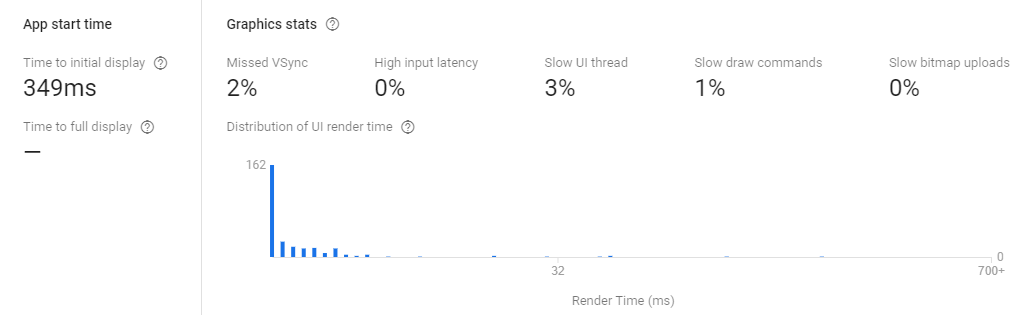 App start time
Time to initial display
349ms
Time to full display
—
Graphics stats
Missed VSync
2%
High input latency
0%
Slow UI thread
3%
Slow draw commands
1%
Slow bitmap uploads
0%
Distribution of UI render time
162
0
32
700+
Render Time (ms)